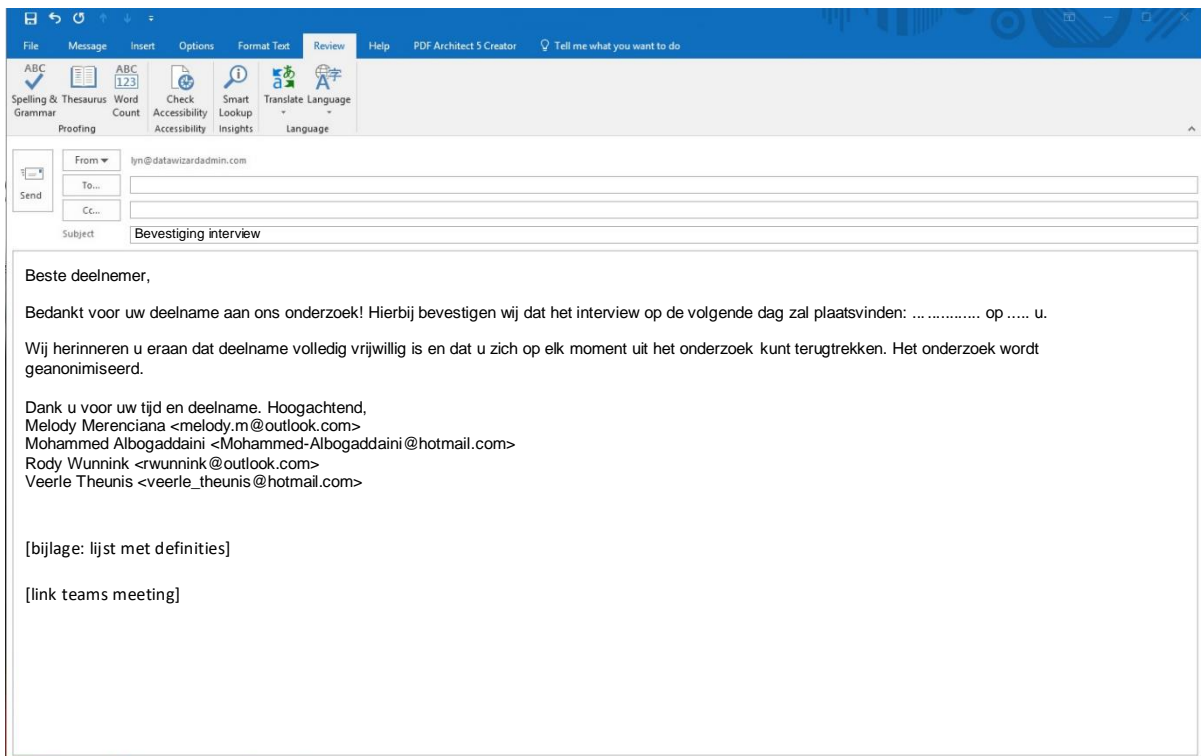 File Message Insert Options Format Text Review Help PDF Architect 5 Creator Tell me what you want to do
ABC ABC
123
Spelling & Thesaurus Word Check Smart Translate Language
Grammar Count Accessibility Lookup
Proofing Accessibility Insights Language
From lyn@datawizardadmin.com
To...
Send
Cc...
Subject Bevestiging interview
Beste deelnemer,
Bedankt voor uw deelname aan ons onderzoek! Hierbij bevestigen wij dat het interview op de volgende dag zal plaatsvinden: ................ op ..... u.
Wij herinneren u eraan dat deelname volledig vrijwillig is en dat u zich op elk moment uit het onderzoek kunt terugtrekken. Het onderzoek wordt
geanonimiseerd.
Dank u voor uw tijd en deelname. Hoogachtend,
Melody Merenciana <melody.m@outlook.com>
Mohammed Albogaddaini <Mohammed-Albogaddaini@hotmail.com>
Rody Wunnink <rwunnink@outlook.com>
Veerle Theunis <veerle_theunis@hotmail.com>
[bijlage: lijst met definities]
[link teams meeting]